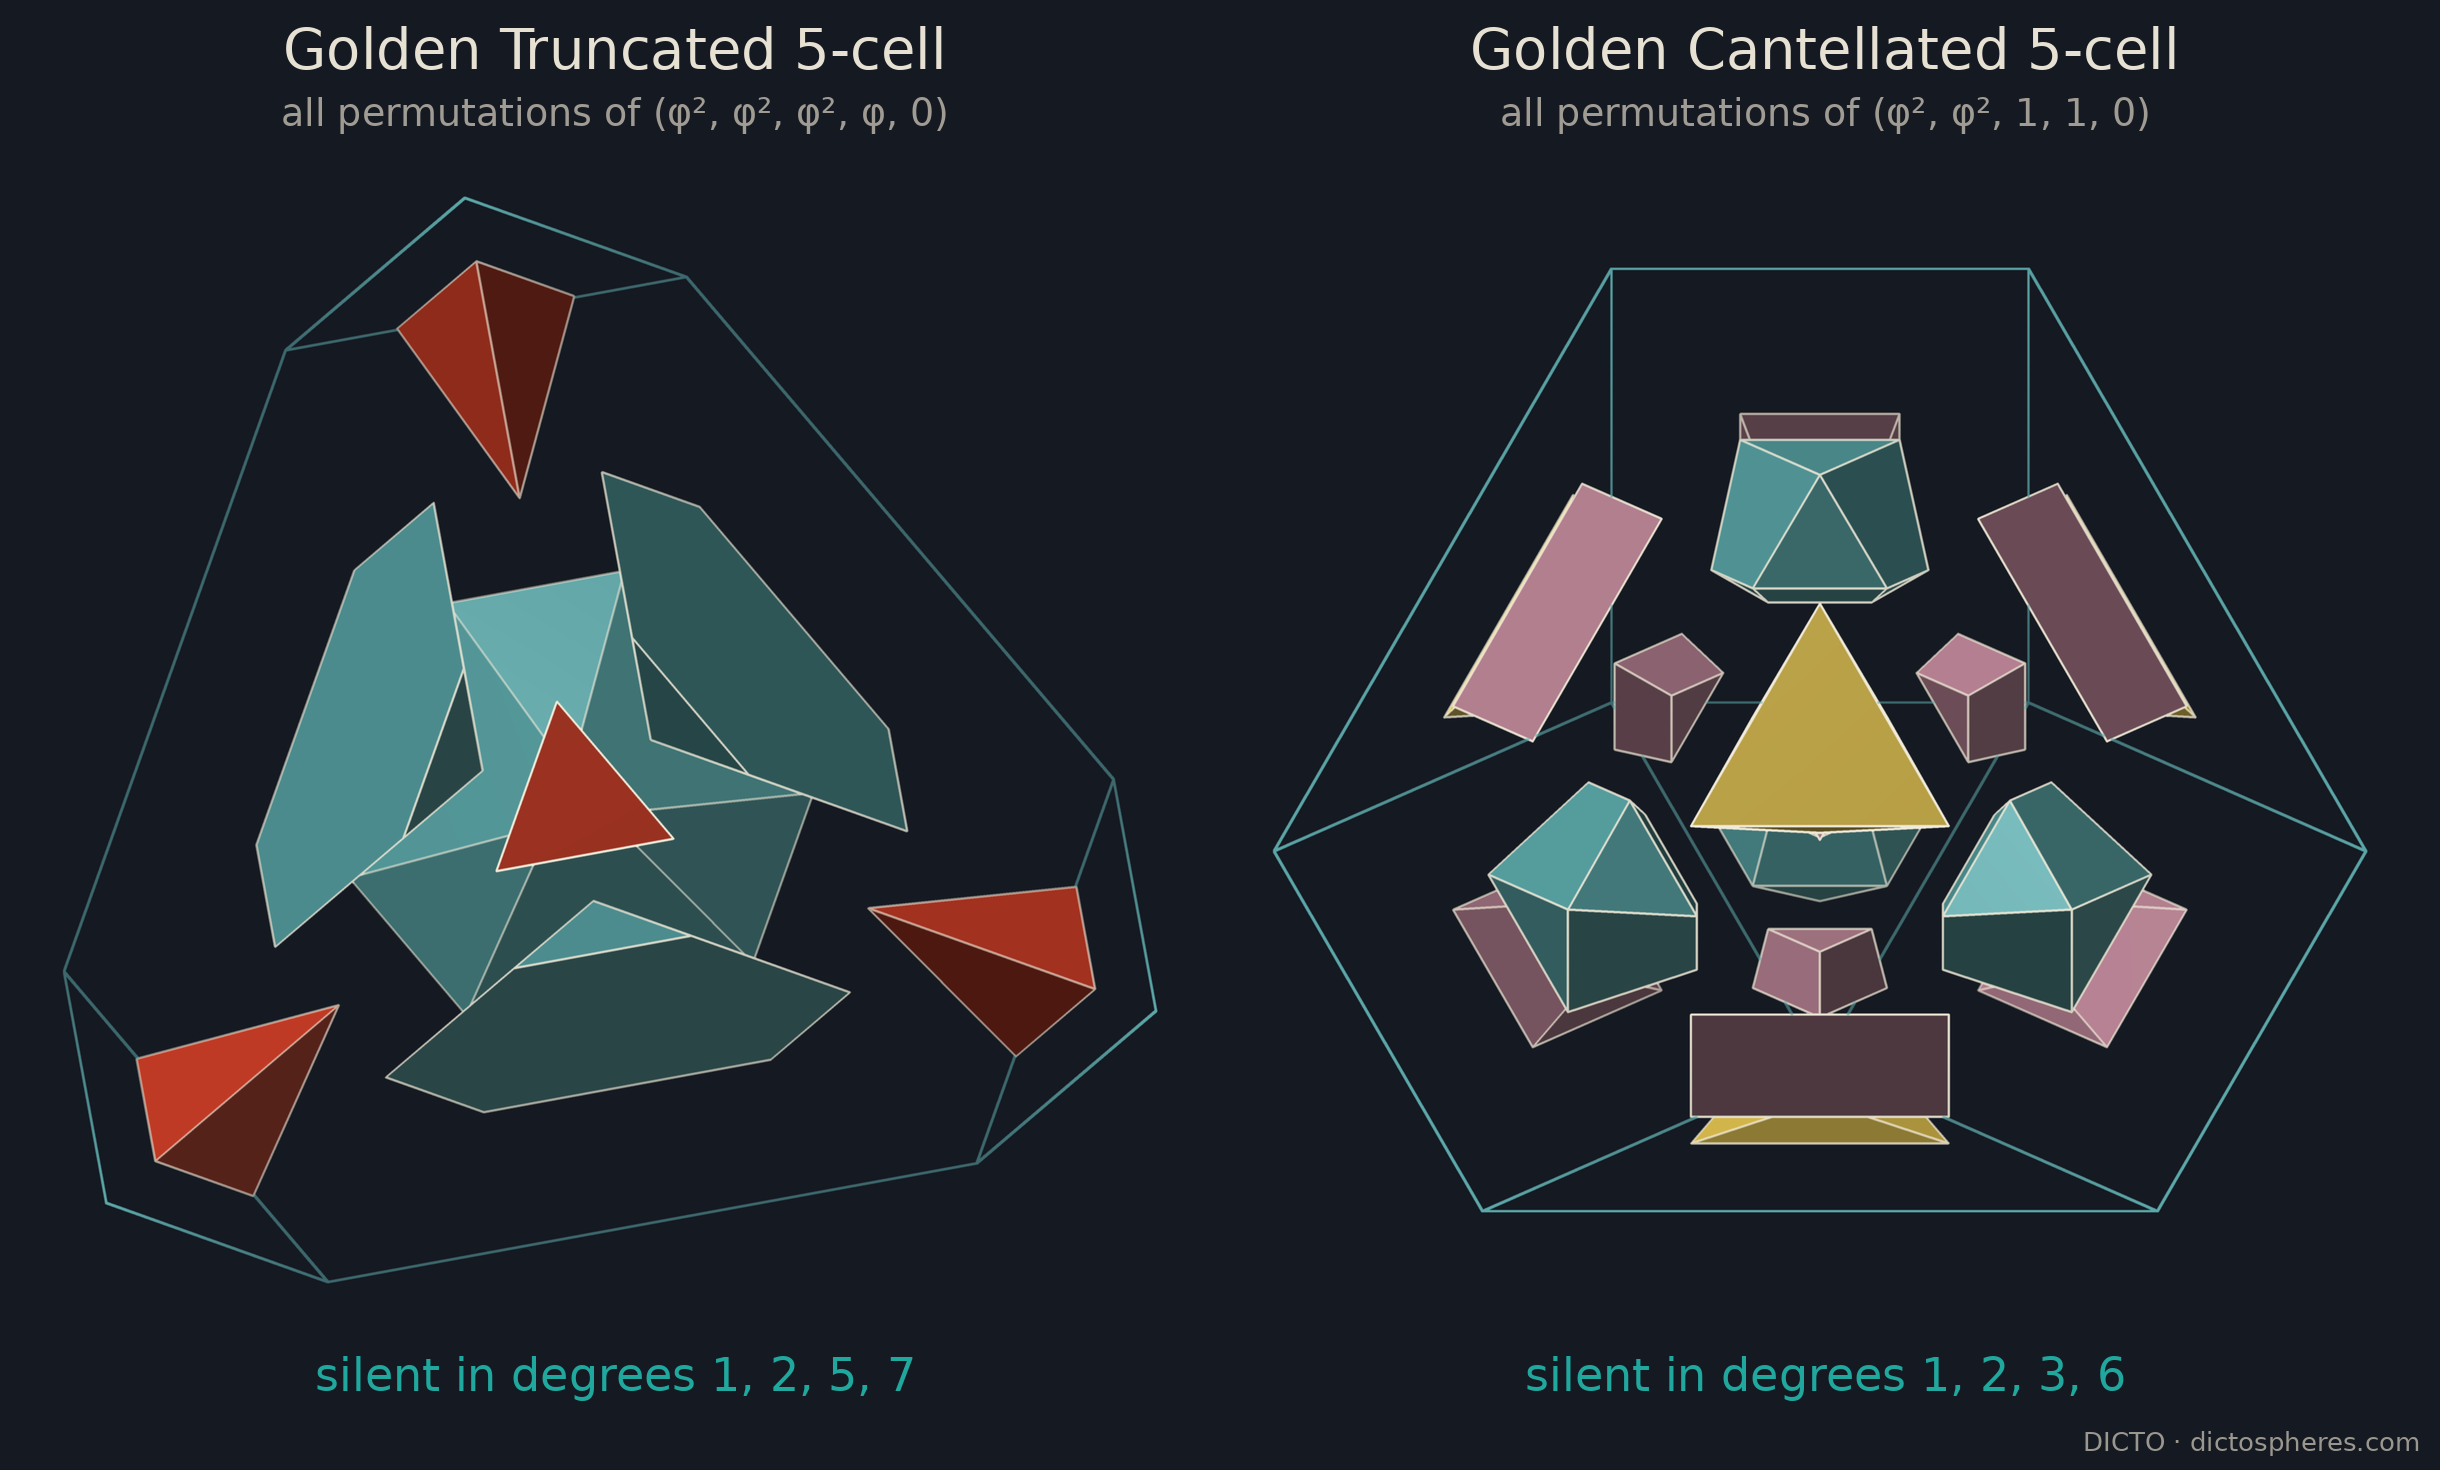 Golden Truncated 5-cell
all permutations of (φ², φ², φ², φ, 0)
Golden Cantellated 5-cell
all permutations of (φ², φ², 1, 1, 0)
silent in degrees 1, 2, 5, 7
silent in degrees 1, 2, 3, 6
DICTO · dictospheres.com